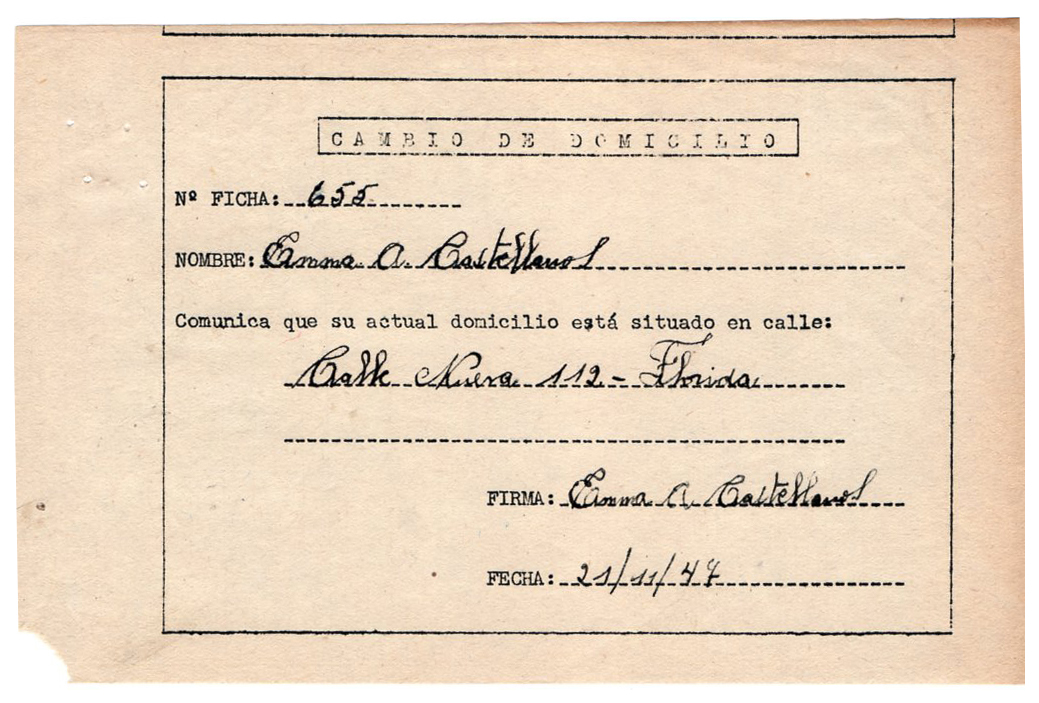 CAMBIO DE DOMICILIO
Nº FICHA: 655
NOMBRE: Emma A. Castellanos
Comunica que su actual domicilio está situado en calle:
Calle Nueva 112 - Florida
FIRMA: Emma A. Castellanos
FECHA: 21/11/47